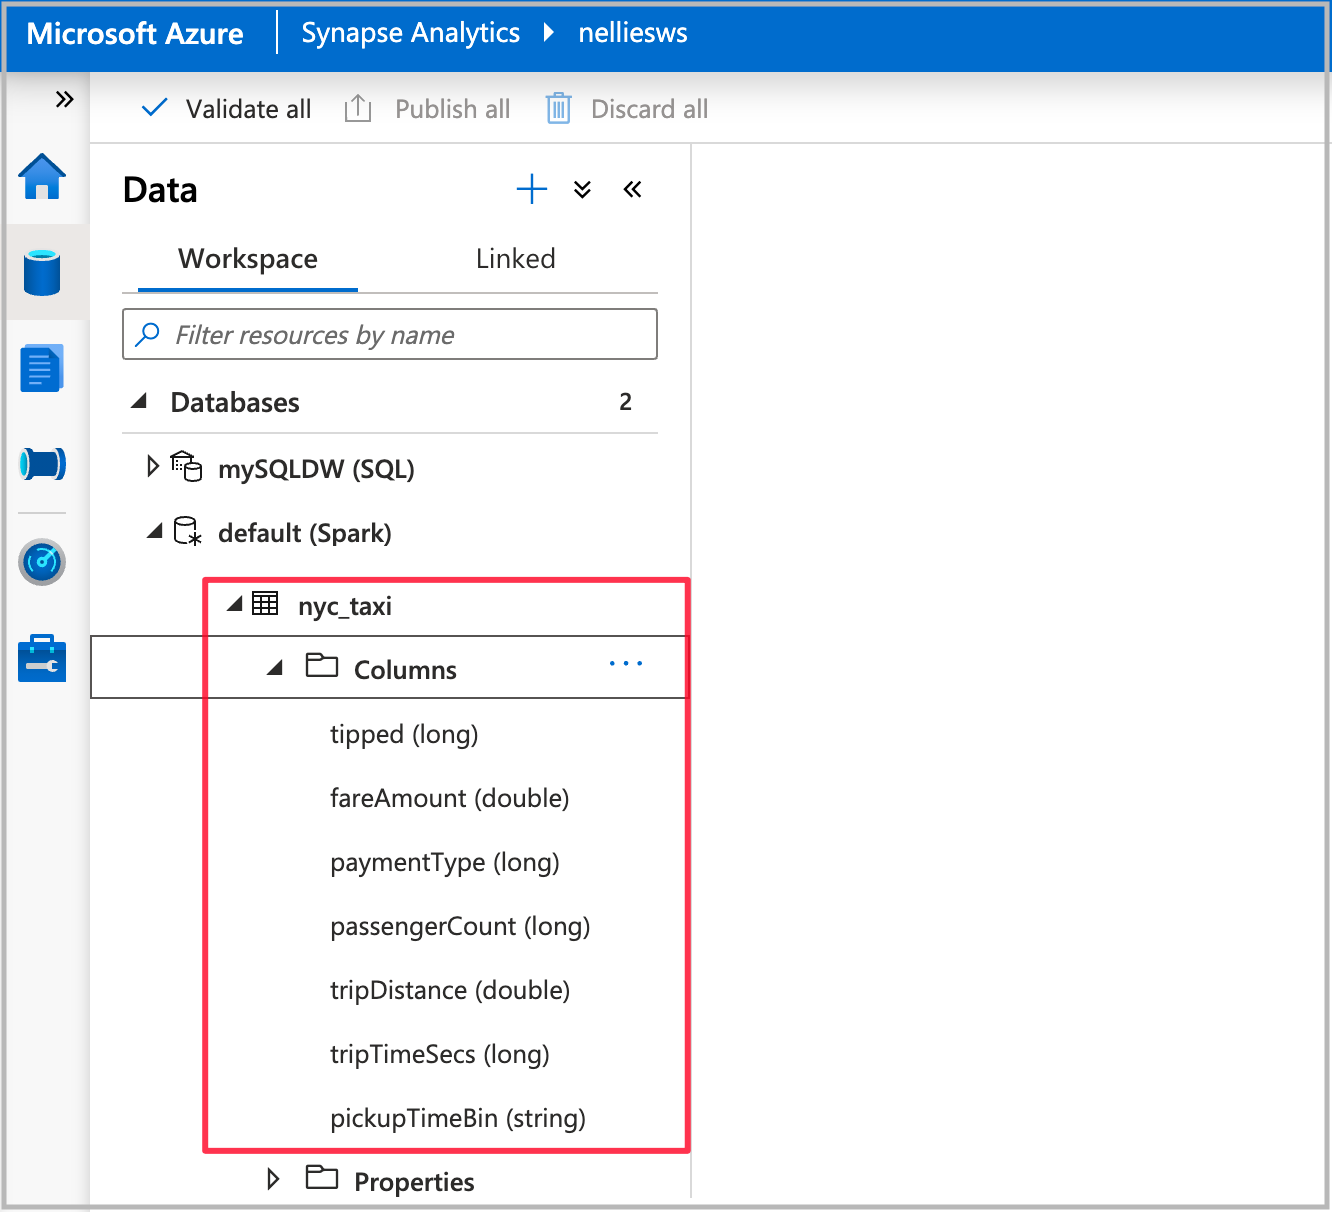 Microsoft Azure Synapse Analytics nelliesws
Validate all Publish all Discard all
Data
Workspace Linked
Filter resources by name
Databases 2
mySQLDW (SQL)
default (Spark)
nyc_taxi
Columns
tipped (long)
fareAmount (double)
paymentType (long)
passengerCount (long)
tripDistance (double)
tripTimeSecs (long)
pickupTimeBin (string)
Properties